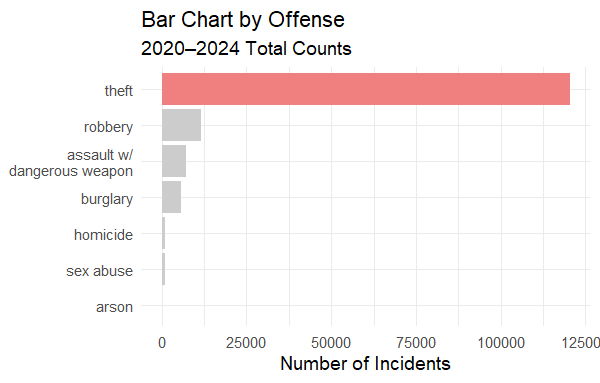 Bar Chart by Offense
2020–2024 Total Counts
theft
robbery
assault w/
dangerous weapon
burglary
homicide
sex abuse
arson
0 25000 50000 75000 100000 125000
Number of Incidents